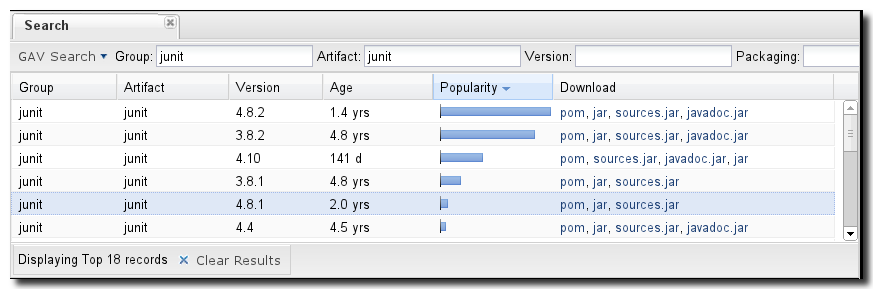 Search
GAV Search Group: junit Artifact: junit Version: Packaging:
Group Artifact Version Age Popularity Download
junit junit 4.8.2 1.4 yrs pom, jar, sources.jar, javadoc.jar
junit junit 3.8.2 4.8 yrs pom, jar, sources.jar, javadoc.jar
junit junit 4.10 141 d pom, sources.jar, javadoc.jar, jar
junit junit 3.8.1 4.8 yrs pom, jar, sources.jar
junit junit 4.8.1 2.0 yrs pom, jar, sources.jar
junit junit 4.4 4.5 yrs pom, jar, sources.jar, javadoc.jar
Displaying Top 18 records Clear Results